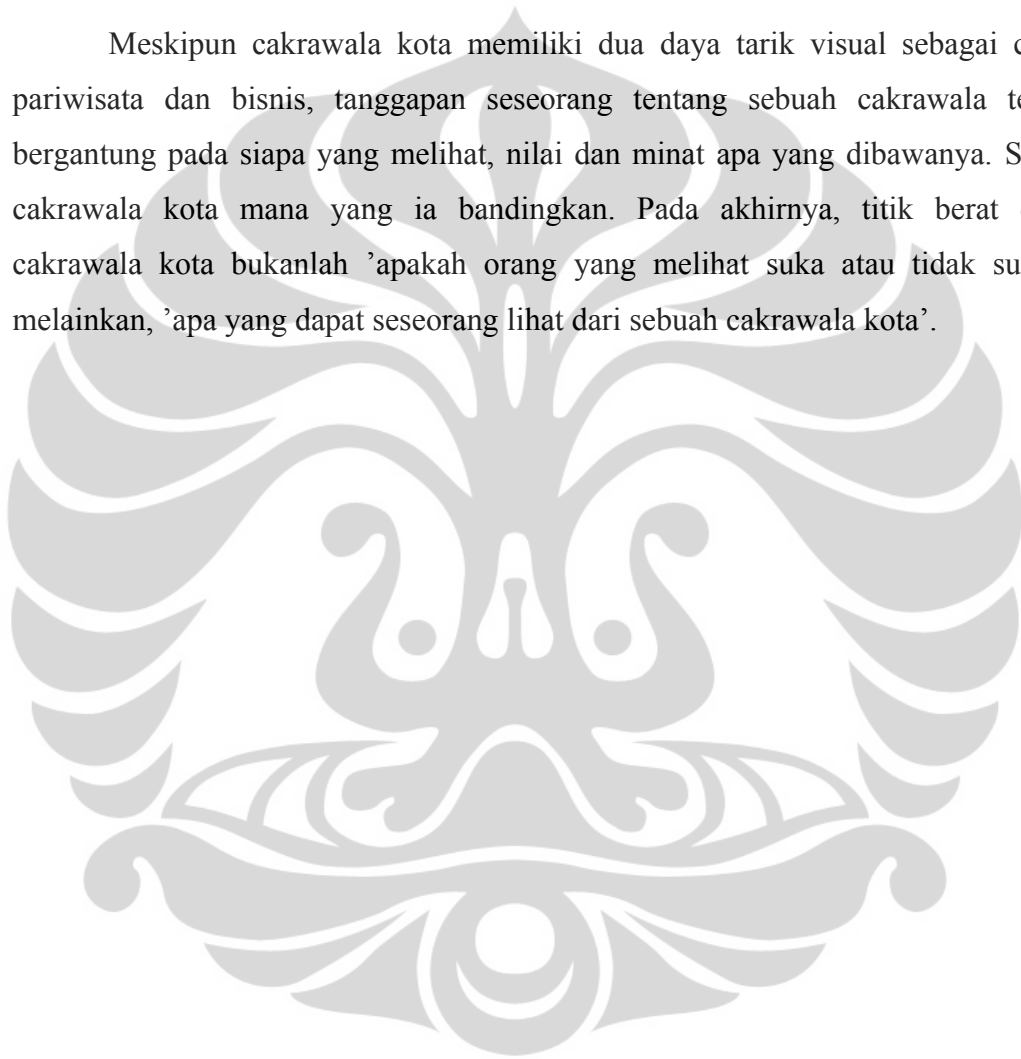 Meskipun cakrawala kota memiliki dua daya tarik visual sebagai
pariwisata dan bisnis, tanggapan seseorang tentang sebuah cakrawala
bergantung pada siapa yang melihat, nilai dan minat apa yang dibawanya.
cakrawala kota mana yang ia bandingkan. Pada akhirnya, titik berat
cakrawala kota bukanlah ’apakah orang yang melihat suka atau tidak
melainkan, ’apa yang dapat seseorang lihat dari sebuah cakrawala kota’.